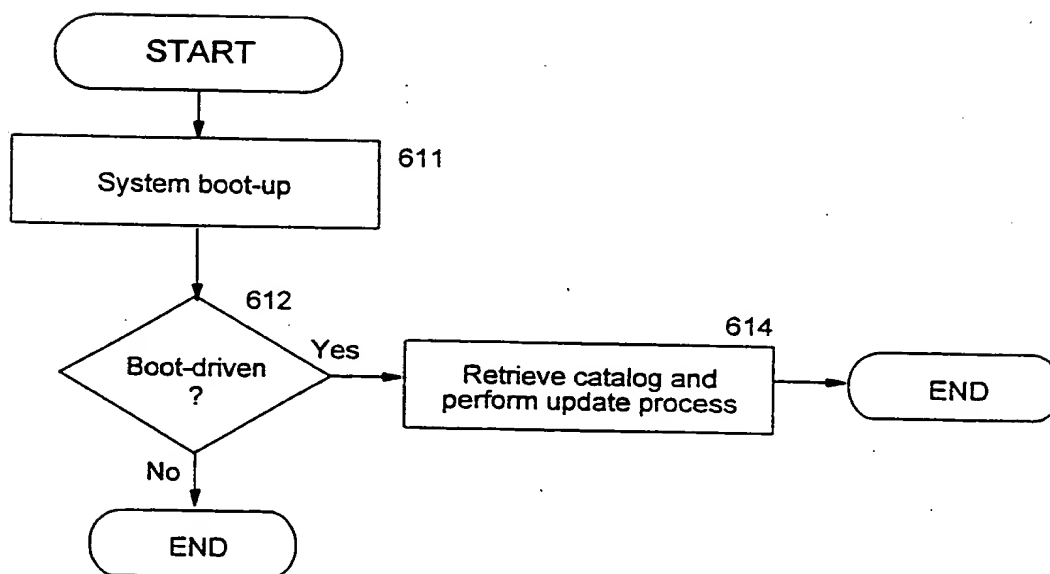 START
System boot-up
611
612
Boot-driven
?
Yes
614
Retrieve catalog and
perform update process
END
No
END